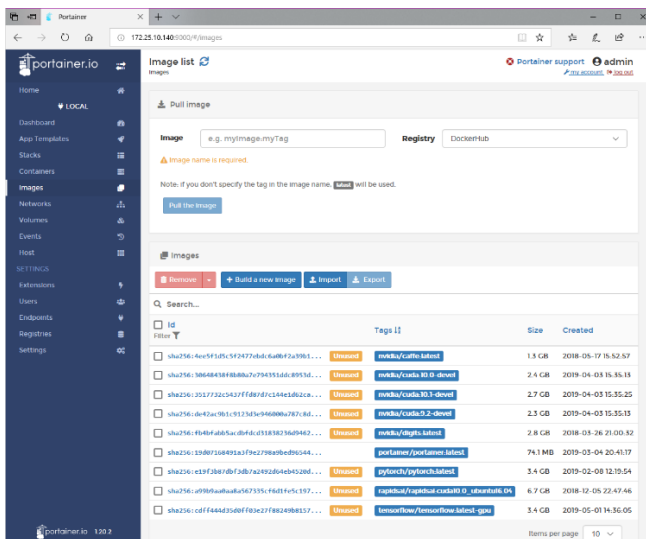 Portainer
172.25.10.140:9000/#/images
portainer.io
Home
LOCAL
Dashboard
App Templates
Stacks
Containers
Images
Networks
Volumes
Events
Host
SETTINGS
Extensions
Users
Endpoints
Registries
Settings
portainer.io 1.20.2
Image list
Images
Portainer support admin
my account log out
Pull image
Image e.g. myImage:myTag Registry DockerHub
Image name is required.
Note: if you don't specify the tag in the image name, latest will be used.
Pull the image
Images
Remove + Build a new image Import Export
Search...
Id Tags Size Created
Filter
Unused nvidia/caffe:latest 1.3 GB 2018-05-17 15:52:57
Unused nvidia/cuda:10.0-devel 2.4 GB 2019-04-03 15:35:13
Unused nvidia/cuda:10.1-devel 2.7 GB 2019-04-03 15:35:25
Unused nvidia/cuda:9.2-devel 2.3 GB 2019-04-03 15:35:13
Unused nvidia/digits:latest 2.8 GB 2018-03-26 21:00:32
portainer/portainer:latest 74.1 MB 2019-03-04 20:41:17
Unused pytorch/pytorch:latest 3.4 GB 2019-02-08 12:19:54
Unused rapidsai/rapidsai:cuda10.0_ubuntu16.04 6.7 GB 2018-12-05 22:47:46
Unused tensorflow/tensorflow:latest-gpu 3.4 GB 2019-05-01 14:36:05
Items per page 10